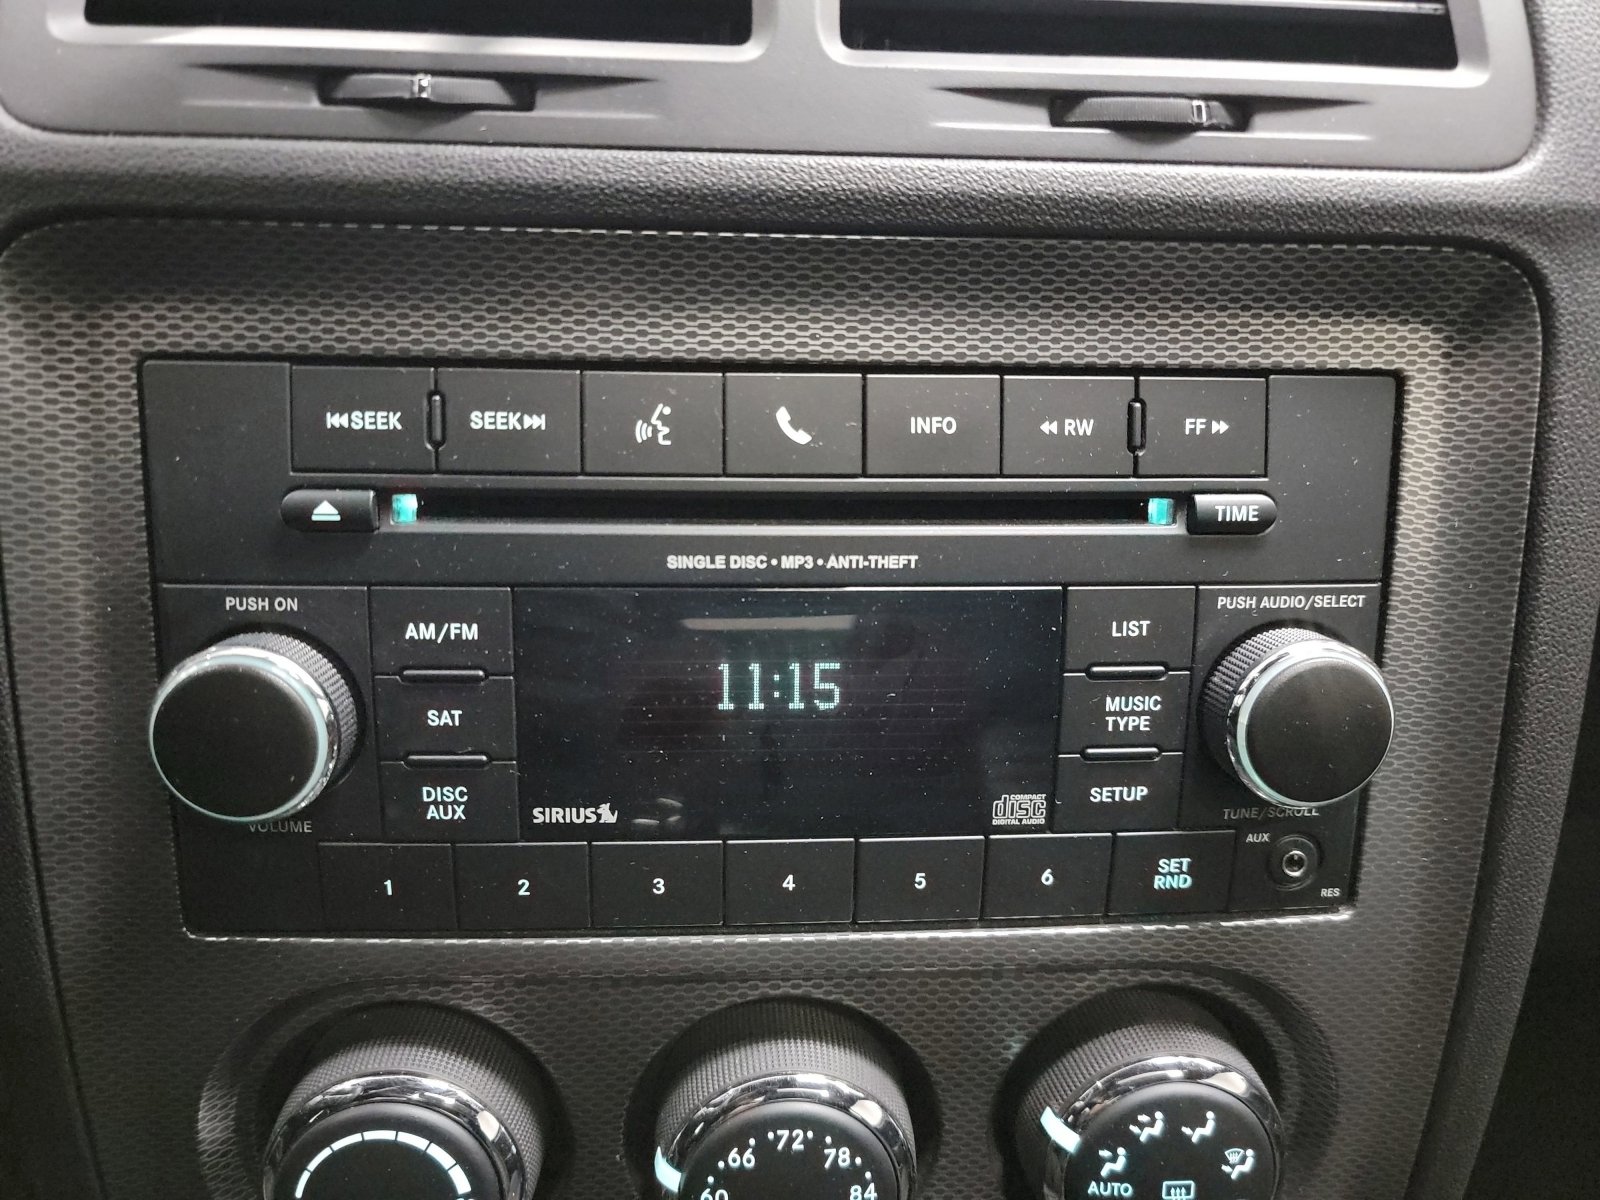 SEEK
SEEK
INFO
RW
FF
TIME
SINGLE DISC • MP3 • ANTI-THEFT
PUSH ON
VOLUME
AM/FM
SAT
DISC
AUX
11:15
SIRIUS
COMPACT
disc
DIGITAL AUDIO
LIST
MUSIC
TYPE
SETUP
PUSH AUDIO/SELECT
TUNE/SCROLL
AUX
RES
1
2
3
4
5
6
SET
RND
60
66
72
78
84
AUTO